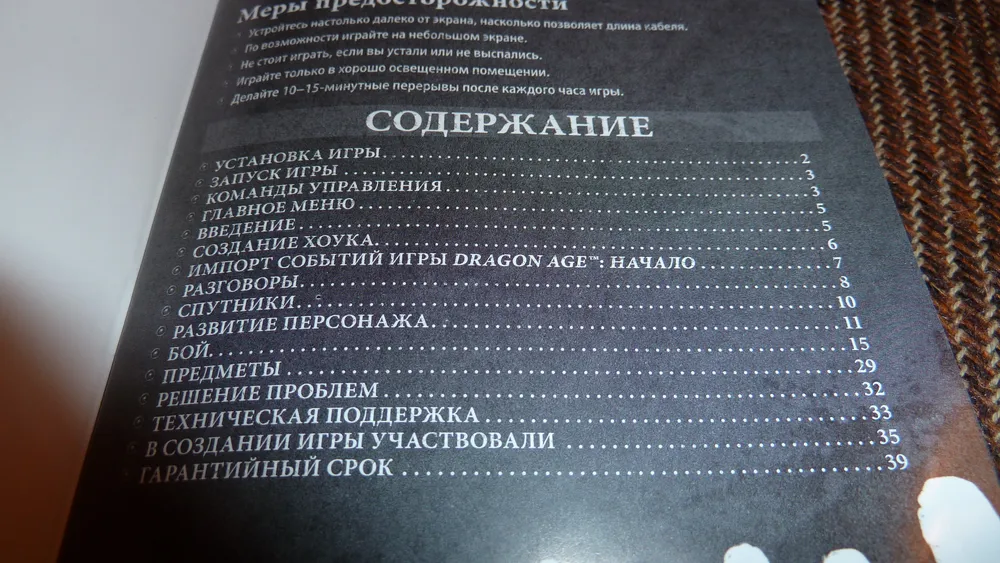 Меры предосторожности
Устройтесь настолько далеко от экрана, насколько позволяет длина кабеля.
По возможности играйте на небольшом экране.
Не стоит играть, если вы устали или не выспались.
Играйте только в хорошо освещенном помещении.
Делайте 10–15-минутные перерывы после каждого часа игры.
СОДЕРЖАНИЕ
УСТАНОВКА ИГРЫ 2
ЗАПУСК ИГРЫ 3
КОМАНДЫ УПРАВЛЕНИЯ 3
ГЛАВНОЕ МЕНЮ 5
ВВЕДЕНИЕ 5
СОЗДАНИЕ ХОУКА 6
ИМПОРТ СОБЫТИЙ ИГРЫ DRAGON AGE™: НАЧАЛО 7
РАЗГОВОРЫ 8
СПУТНИКИ 10
РАЗВИТИЕ ПЕРСОНАЖА 11
БОЙ 15
ПРЕДМЕТЫ 29
РЕШЕНИЕ ПРОБЛЕМ 32
ТЕХНИЧЕСКАЯ ПОДДЕРЖКА 33
В СОЗДАНИИ ИГРЫ УЧАСТВОВАЛИ 35
ГАРАНТИЙНЫЙ СРОК 39